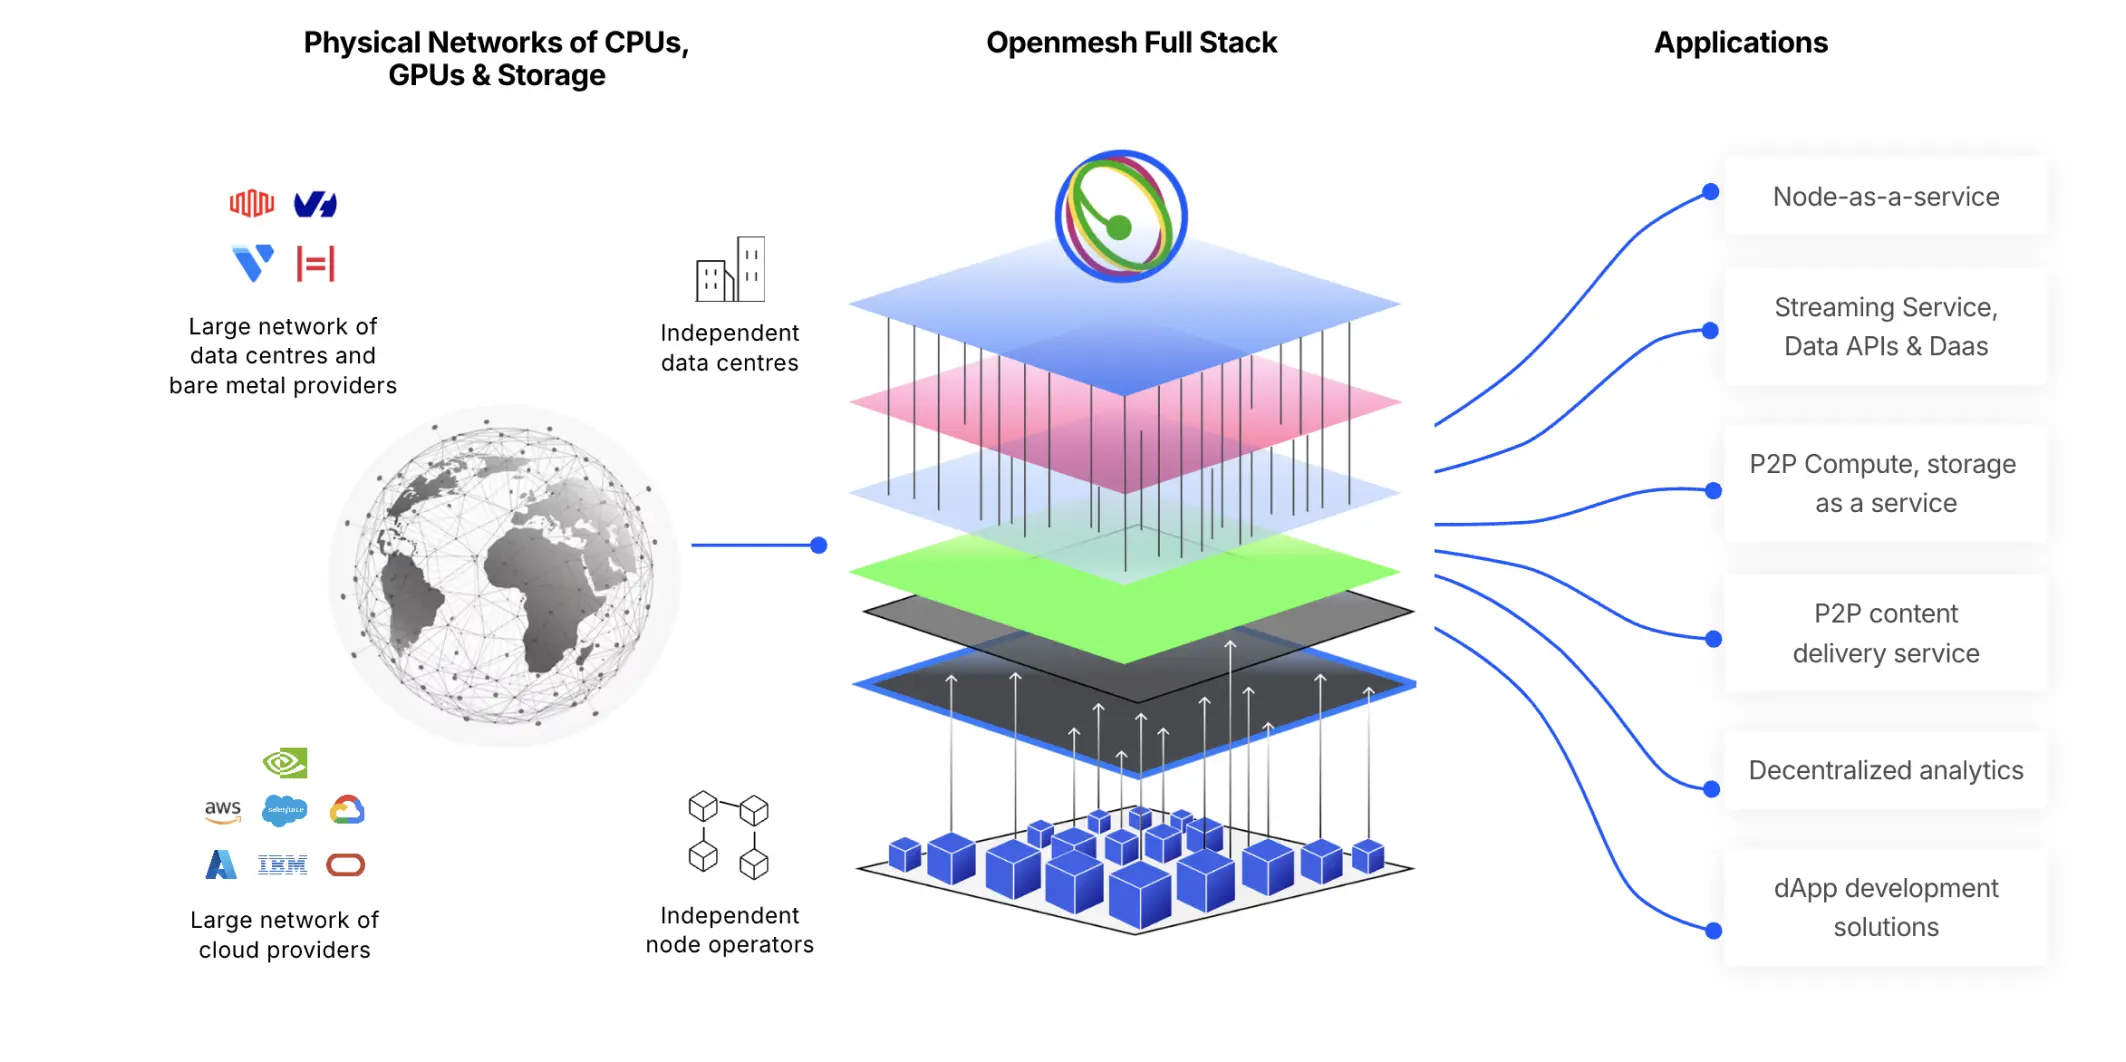 Physical Networks of CPUs,
GPUs & Storage
Openmesh Full Stack
Applications
Large network of
data centres and
bare metal providers
Independent
data centres
aws
salesforce
IBM
Large network of
cloud providers
Independent
node operators
Node-as-a-service
Streaming Service,
Data APIs & Daas
P2P Compute, storage
as a service
P2P content
delivery service
Decentralized analytics
dApp development
solutions